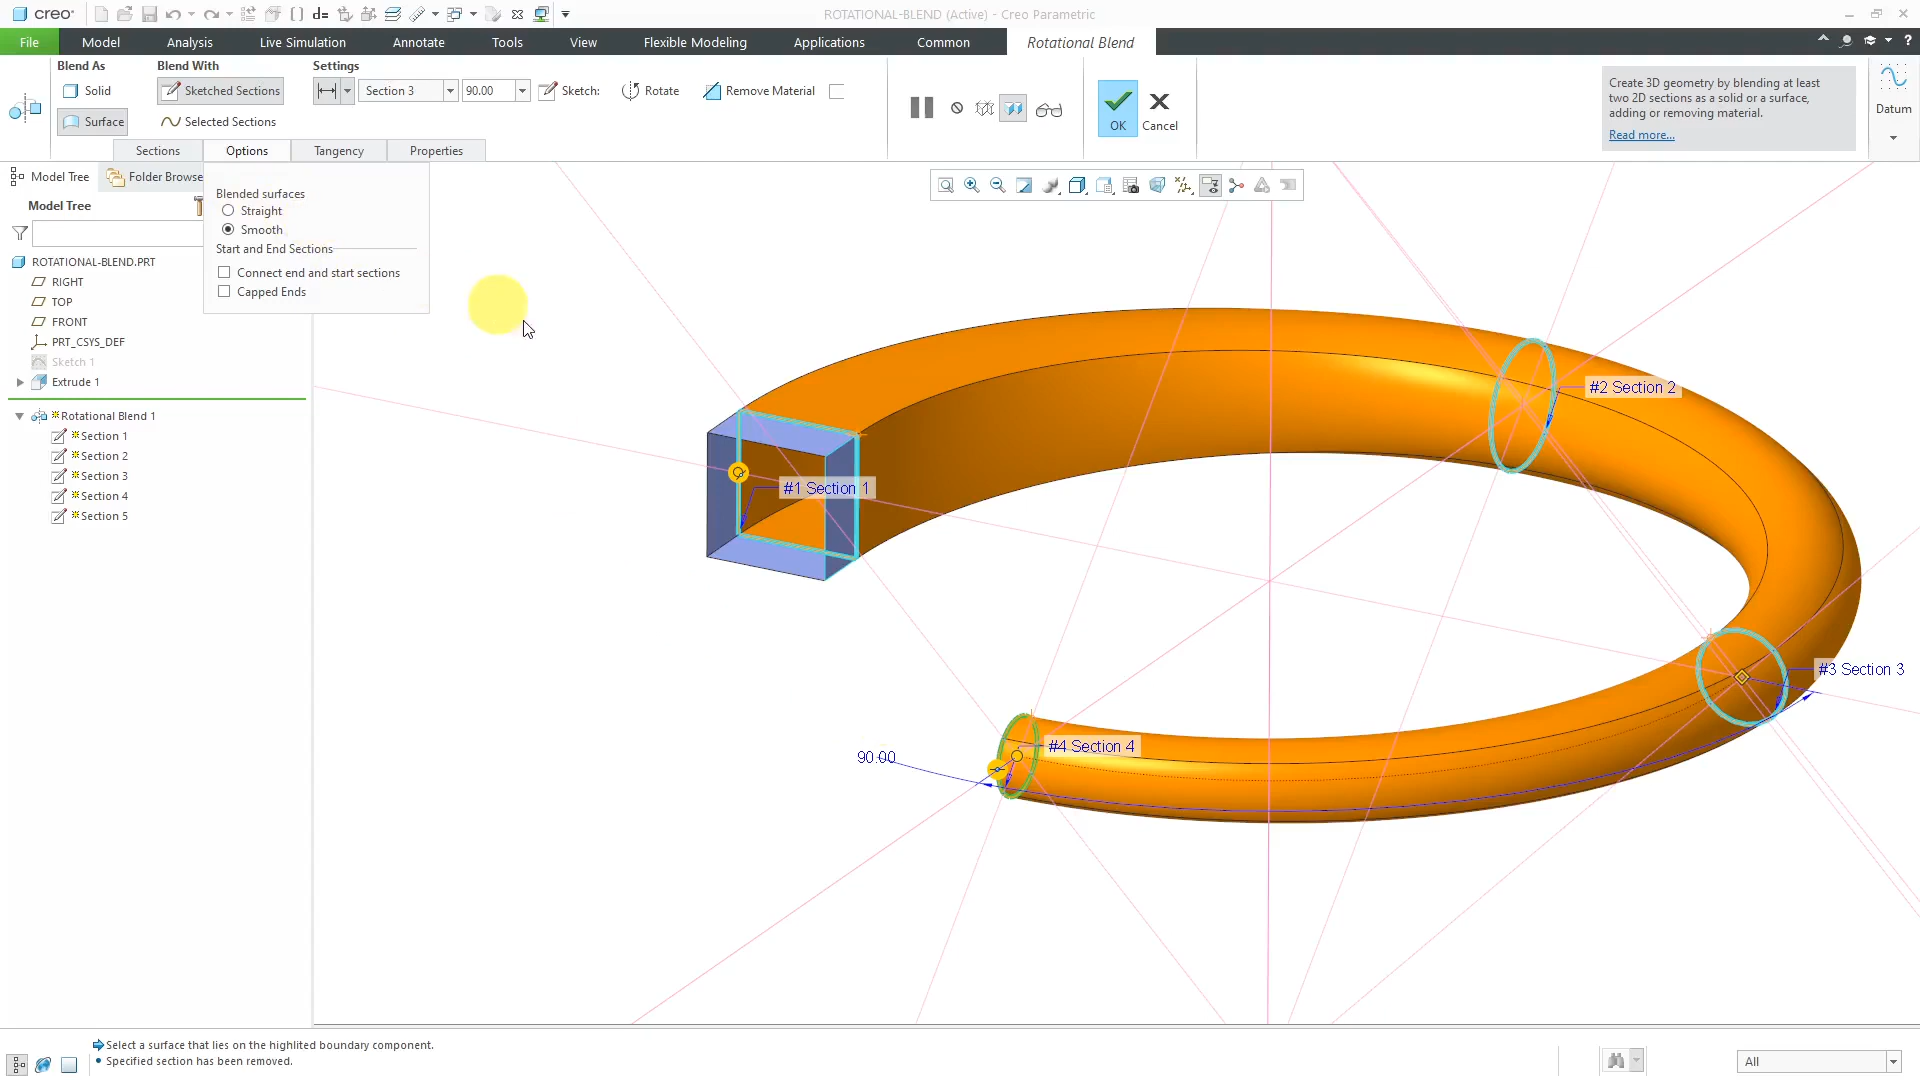 creo
ROTATIONAL-BLEND (Active) - Creo Parametric
File
Model
Analysis
Live Simulation
Annotate
Tools
View
Flexible Modeling
Applications
Common
Rotational Blend
Blend As
Blend With
Settings
Solid
Sketched Sections
Section 3
90.00
Sketch:
Rotate
Remove Material
Surface
Selected Sections
OK
Cancel
Create 3D geometry by blending at least
two 2D sections as a solid or a surface,
adding or removing material.
Read more...
Datum
Sections
Options
Tangency
Properties
Model Tree
Folder Browse
Model Tree
Blended surfaces
Straight
Smooth
Start and End Sections
Connect end and start sections
Capped Ends
ROTATIONAL-BLEND.PRT
RIGHT
TOP
FRONT
PRT_CSYS_DEF
Sketch 1
Extrude 1
Rotational Blend 1
Section 1
Section 2
Section 3
Section 4
Section 5
#2 Section 2
#1 Section 1
#3 Section 3
#4 Section 4
90.00
Select a surface that lies on the highlited boundary component.
Specified section has been removed.
All